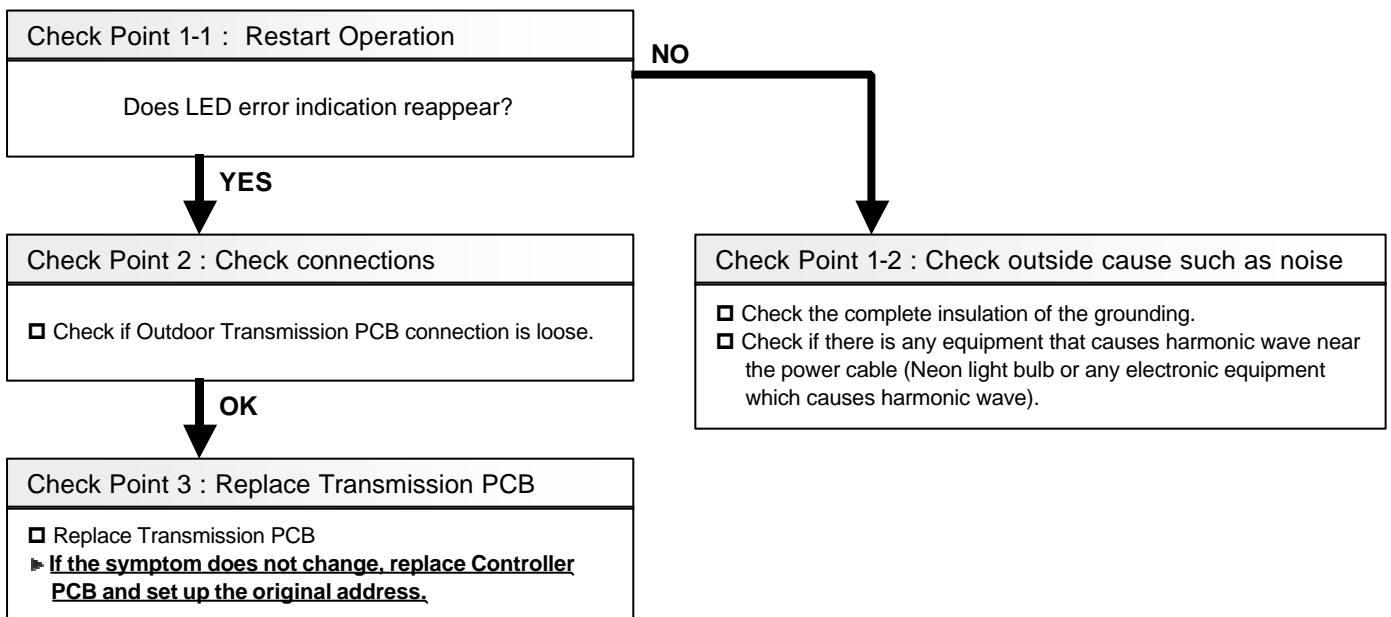 Check Point 1-1 :  Restart Operation
Does LED error indication reappear?
NO
YES
Check Point 2 : Check connections
☐ Check if Outdoor Transmission PCB connection is loose.
OK
Check Point 3 : Replace Transmission PCB
☐ Replace Transmission PCB
► If the symptom does not change, replace Controller
PCB and set up the original address.
Check Point 1-2 : Check outside cause such as noise
☐ Check the complete insulation of the grounding.
☐ Check if there is any equipment that causes harmonic wave near
the power cable (Neon light bulb or any electronic equipment
which causes harmonic wave).